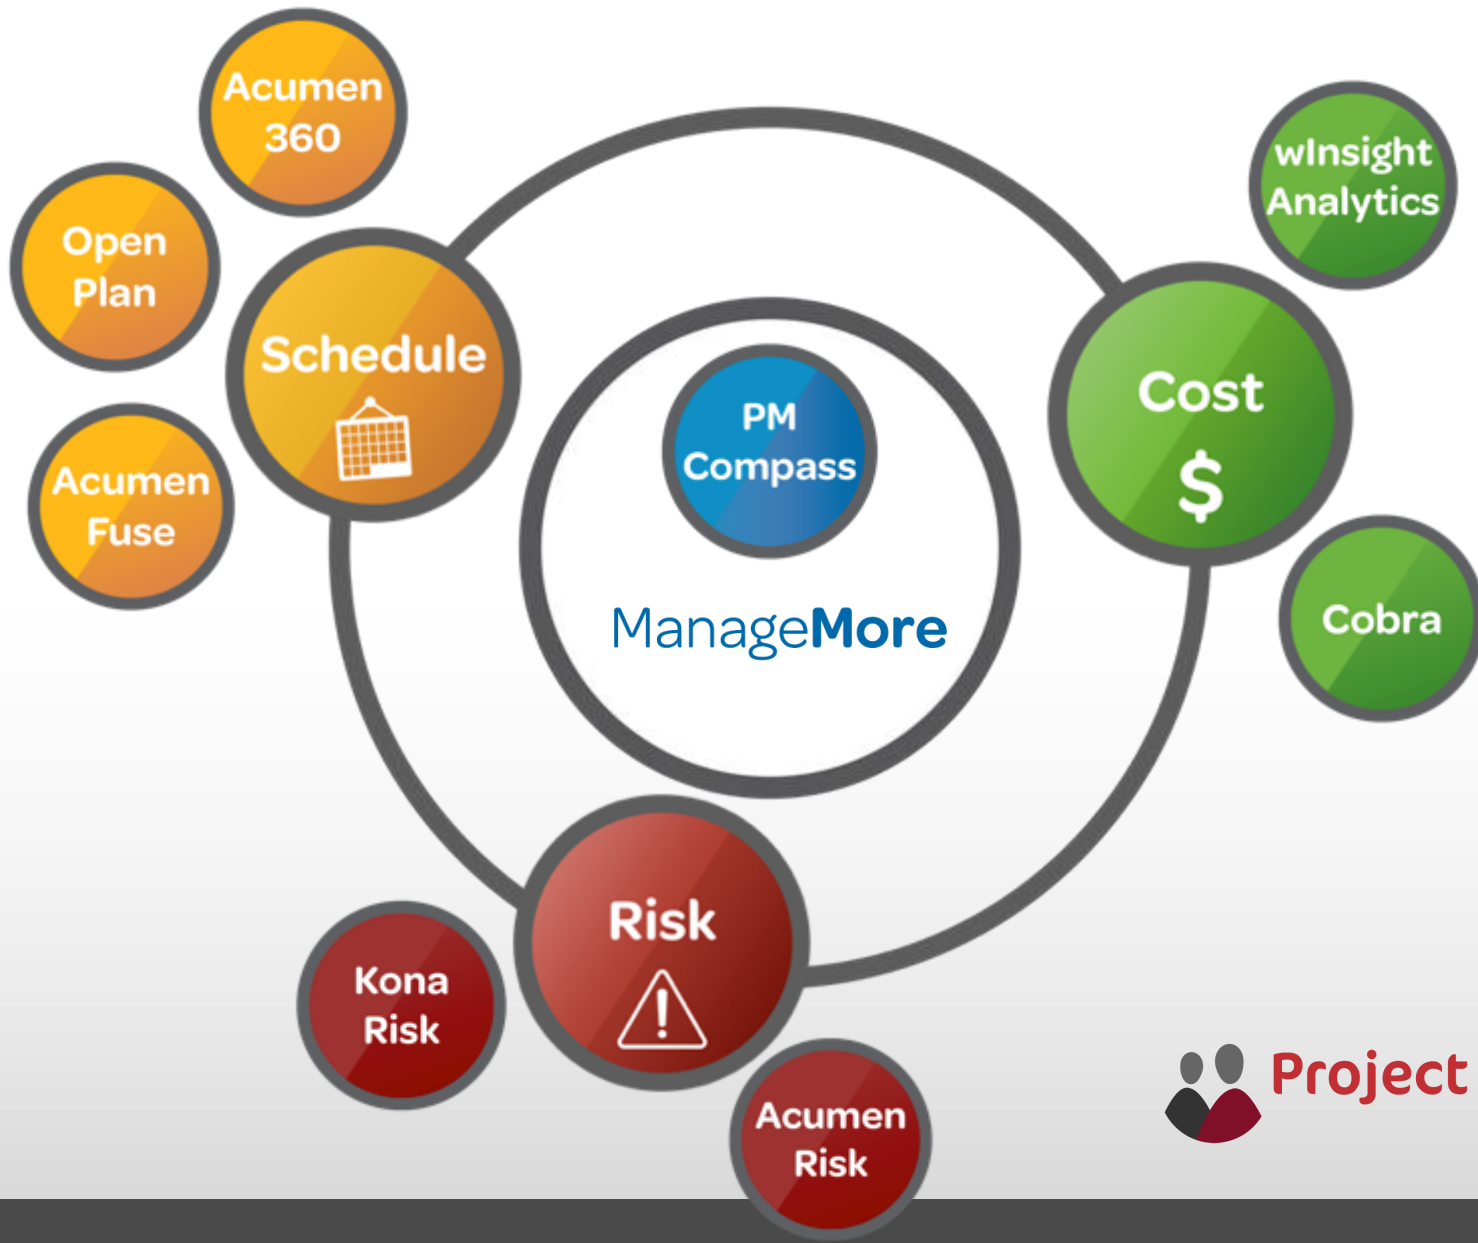 Acumen
360
Open
Plan
Schedule
Acumen
Fuse
PM
Compass
ManageMore
wInsight
Analytics
Cost
$
Cobra
Risk
!
Kona
Risk
Acumen
Risk
Project